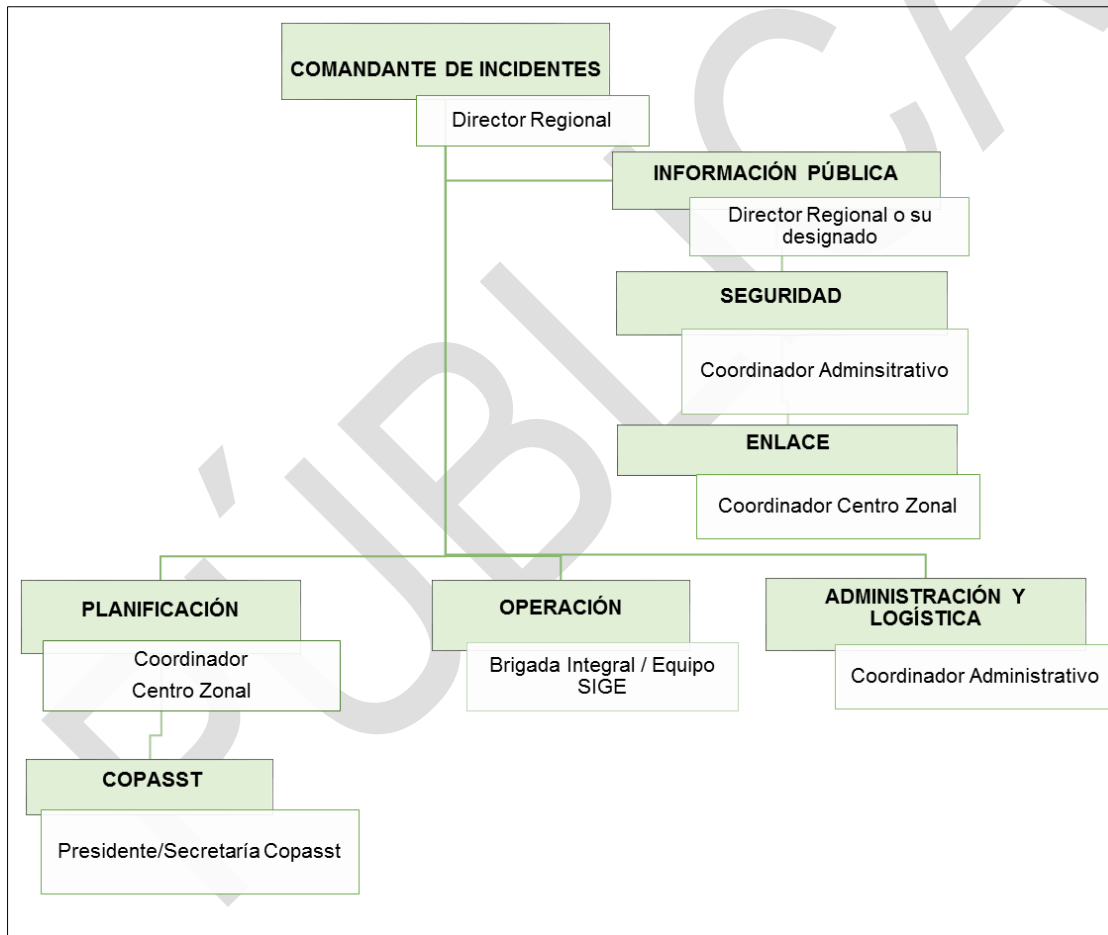 COMANDANTE DE INCIDENTES
Director Regional
INFORMACIÓN PÚBLICA
Director Regional o su
designado
SEGURIDAD
Coordinador Adminsitrativo
ENLACE
Coordinador Centro Zonal
PLANIFICACIÓN
Coordinador
Centro Zonal
OPERACIÓN
Brigada Integral / Equipo
SIGE
ADMINISTRACIÓN Y
LOGÍSTICA
Coordinador Administrativo
COPASST
Presidente/Secretaría Copasst
PÚBLICA